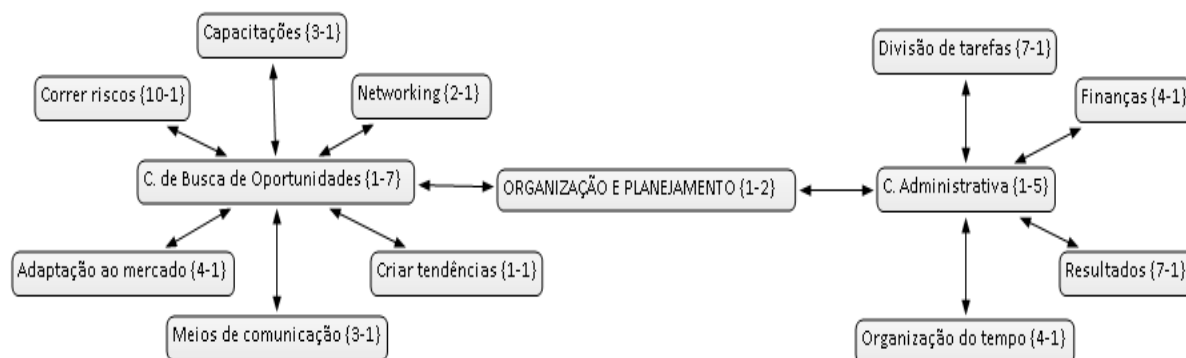 Capacitações {3-1}
Divisão de tarefas {7-1}
Correr riscos {10-1}
Networking {2-1}
Finanças {4-1}
C. de Busca de Oportunidades {1-7}
ORGANIZAÇÃO E PLANEJAMENTO {1-2}
C. Administrativa {1-5}
Adaptação ao mercado {4-1}
Criar tendências {1-1}
Resultados {7-1}
Meios de comunicação {3-1}
Organização do tempo {4-1}